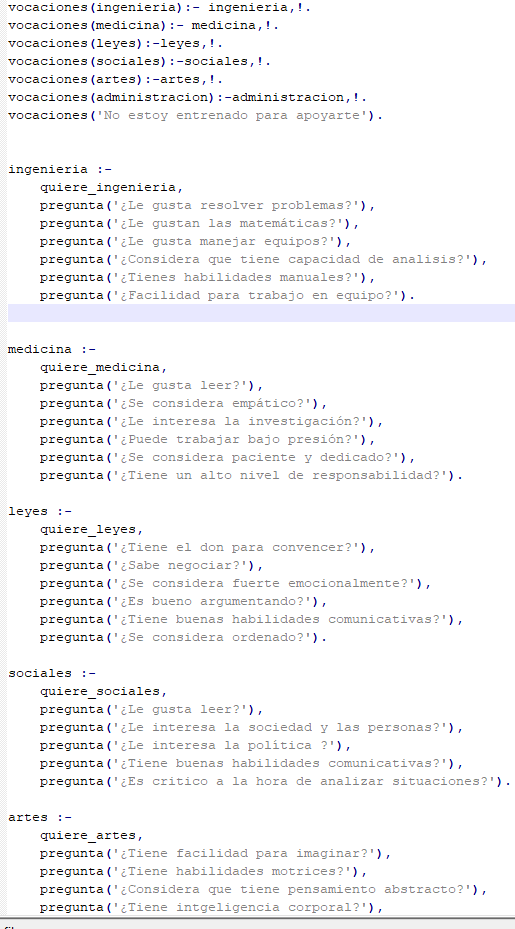 vocaciones(ingenieria):- ingenieria,!.
vocaciones(medicina):- medicina,!.
vocaciones(leyes):-leyes,!.
vocaciones(sociales):-sociales,!.
vocaciones(artes):-artes,!.
vocaciones(administracion):-administracion,!.
vocaciones('No estoy entrenado para apoyarte').
ingenieria :-
quiere_ingenieria,
pregunta('¿Le gusta resolver problemas?'),
pregunta('¿Le gustan las matemáticas?'),
pregunta('¿Le gusta manejar equipos?'),
pregunta('¿Considera que tiene capacidad de analisis?'),
pregunta('¿Tienes habilidades manuales?'),
pregunta('¿Facilidad para trabajo en equipo?').
medicina :-
quiere_medicina,
pregunta('¿Le gusta leer?'),
pregunta('¿Se considera empático?'),
pregunta('¿Le interesa la investigación?'),
pregunta('¿Puede trabajar bajo presión?'),
pregunta('¿Se considera paciente y dedicado?'),
pregunta('¿Tiene un alto nivel de responsabilidad?').
leyes :-
quiere_leyes,
pregunta('¿Tiene el don para convencer?'),
pregunta('¿Sabe negociar?'),
pregunta('¿Se considera fuerte emocionalmente?'),
pregunta('¿Es bueno argumentando?'),
pregunta('¿Tiene buenas habilidades comunicativas?'),
pregunta('¿Se considera ordenado?').
sociales :-
quiere_sociales,
pregunta('¿Le gusta leer?'),
pregunta('¿Le interesa la sociedad y las personas?'),
pregunta('¿Le interesa la política ?'),
pregunta('¿Tiene buenas habilidades comunicativas?'),
pregunta('¿Es critico a la hora de analizar situaciones?').
artes :-
quiere_artes,
pregunta('¿Tiene facilidad para imaginar?'),
pregunta('¿Tiene habilidades motrices?'),
pregunta('¿Considera que tiene pensamiento abstracto?'),
pregunta('¿Tiene intgeligencia corporal?'),